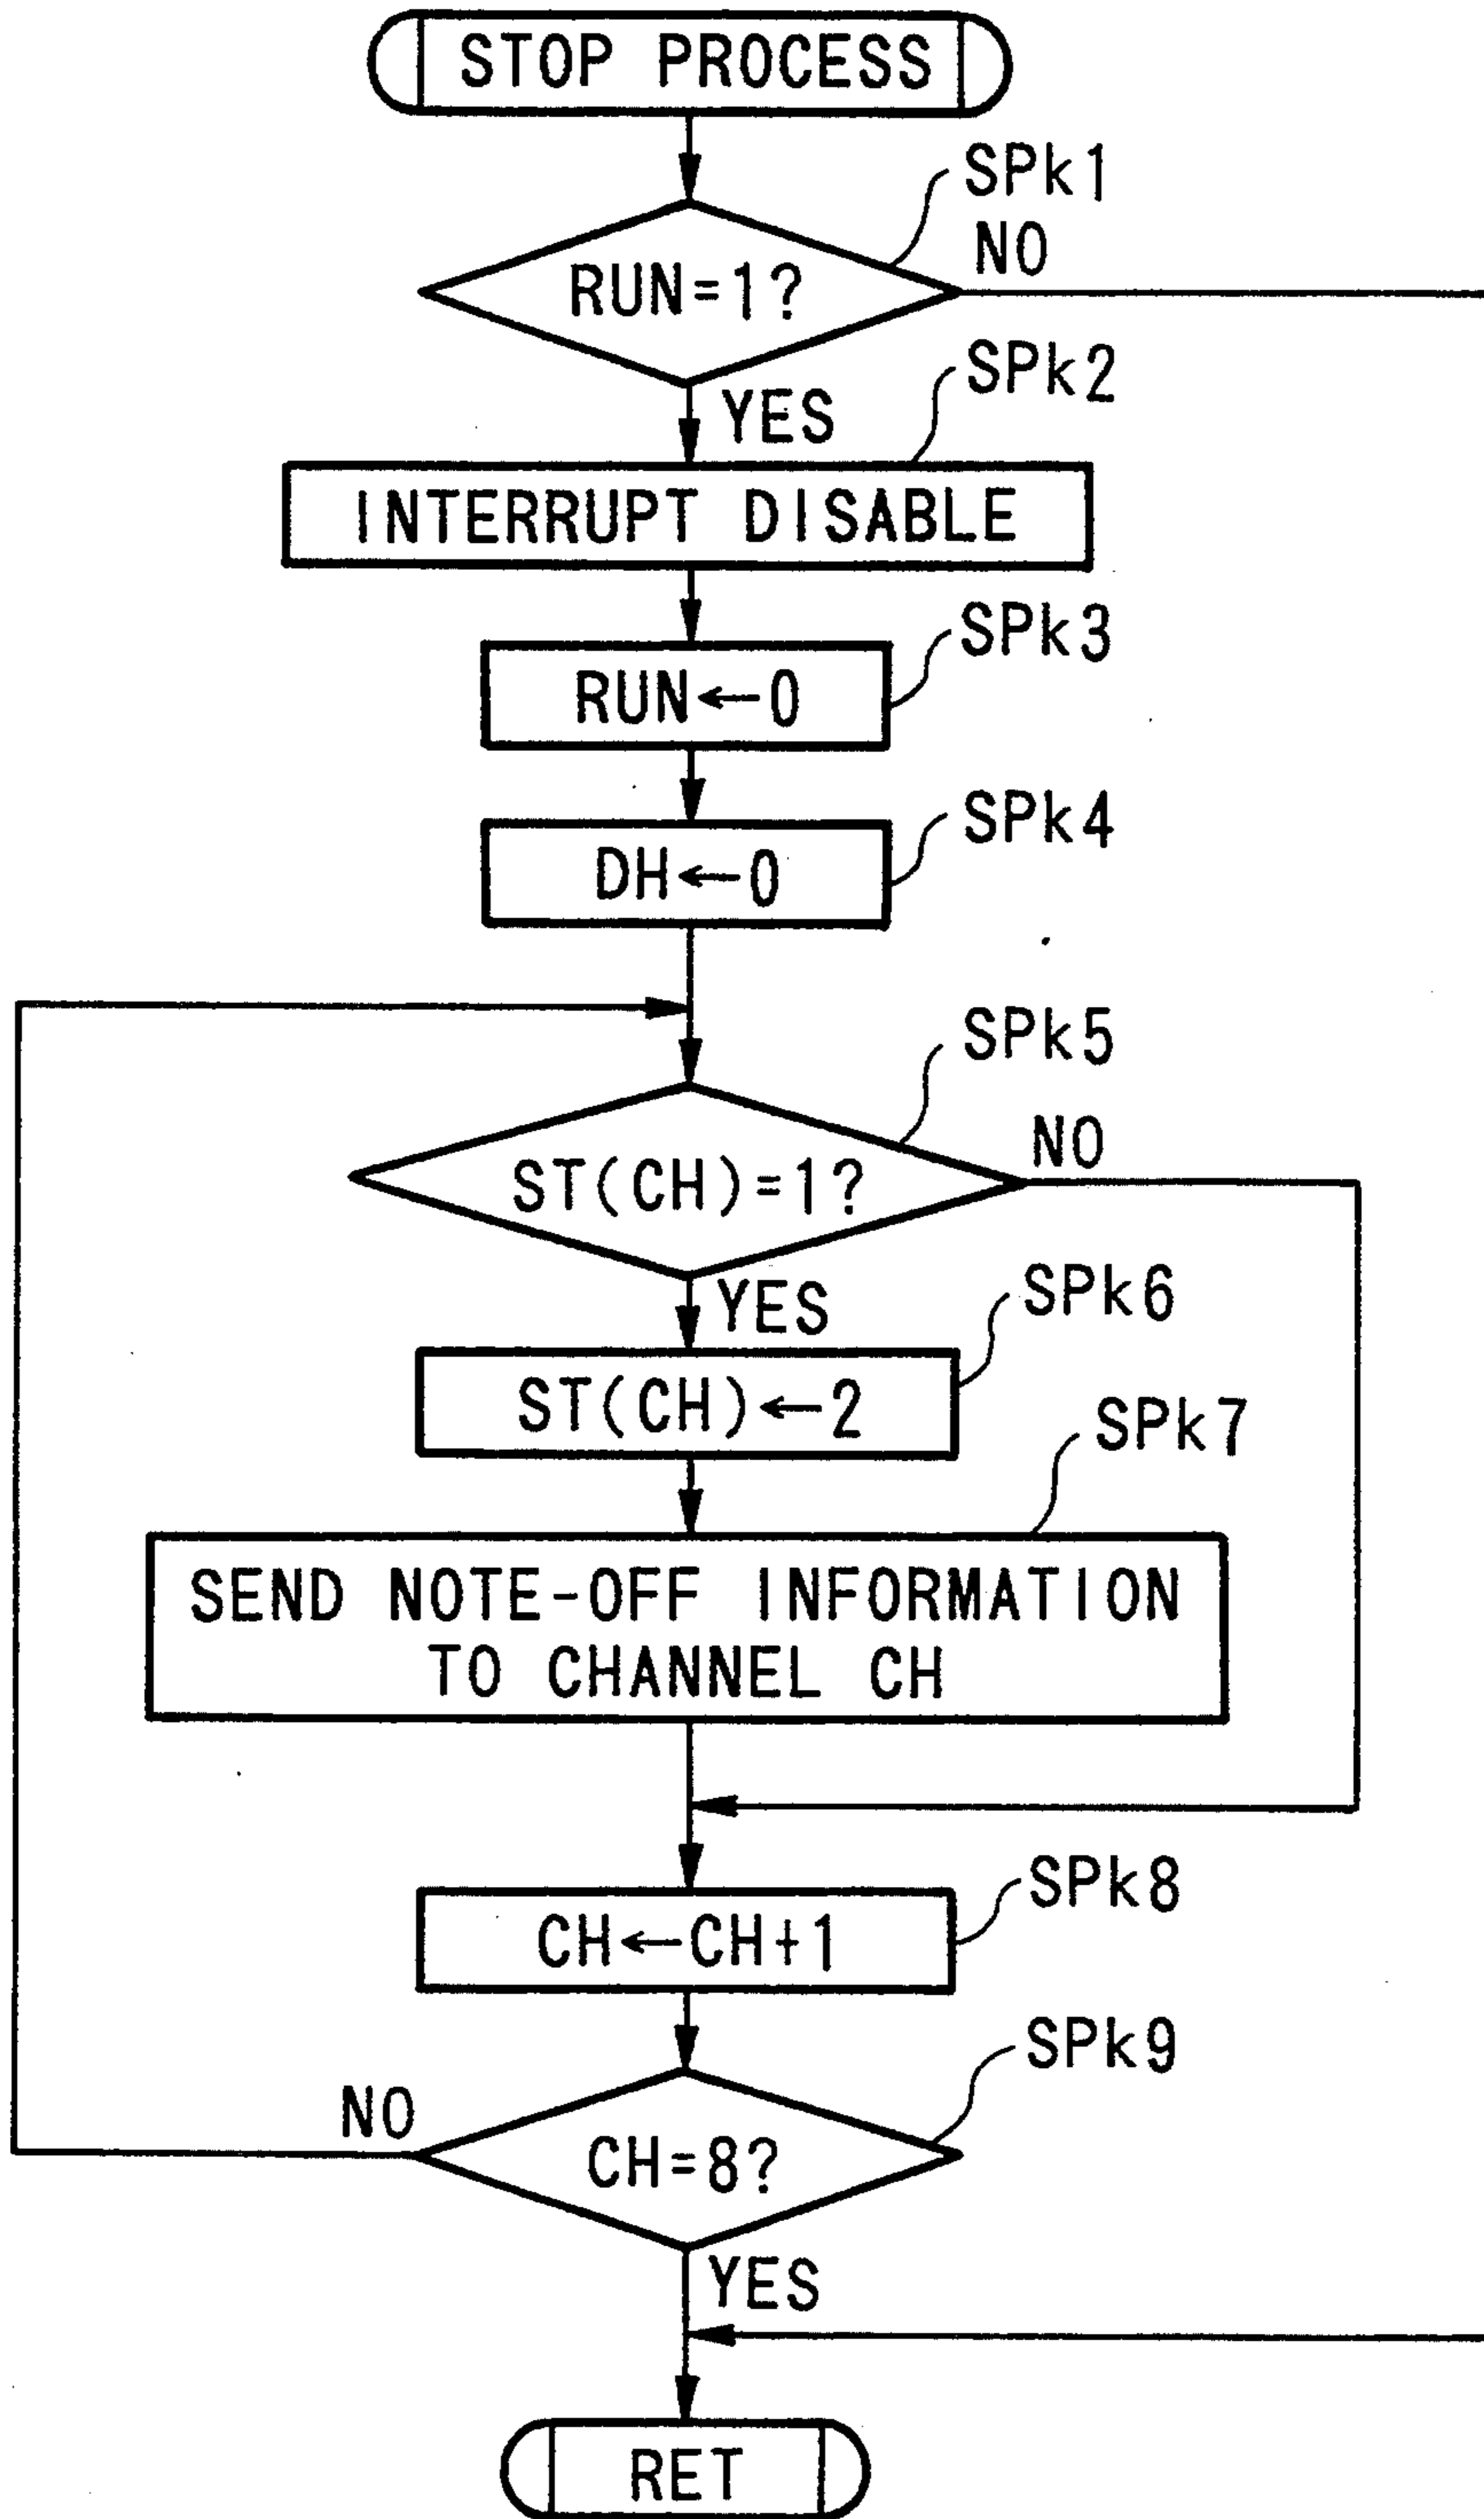 STOP PROCESS
SPk1
NO
RUN=1?
SPk2
YES
INTERRUPT DISABLE
SPk3
RUN←0
SPk4
DH←0
SPk5
NO
ST(CH)=1?
YES
SPk6
ST(CH)←2
SPk7
SEND NOTE-OFF INFORMATION
TO CHANNEL CH
SPk8
CH←CH+1
SPk9
NO
CH=8?
YES
RET